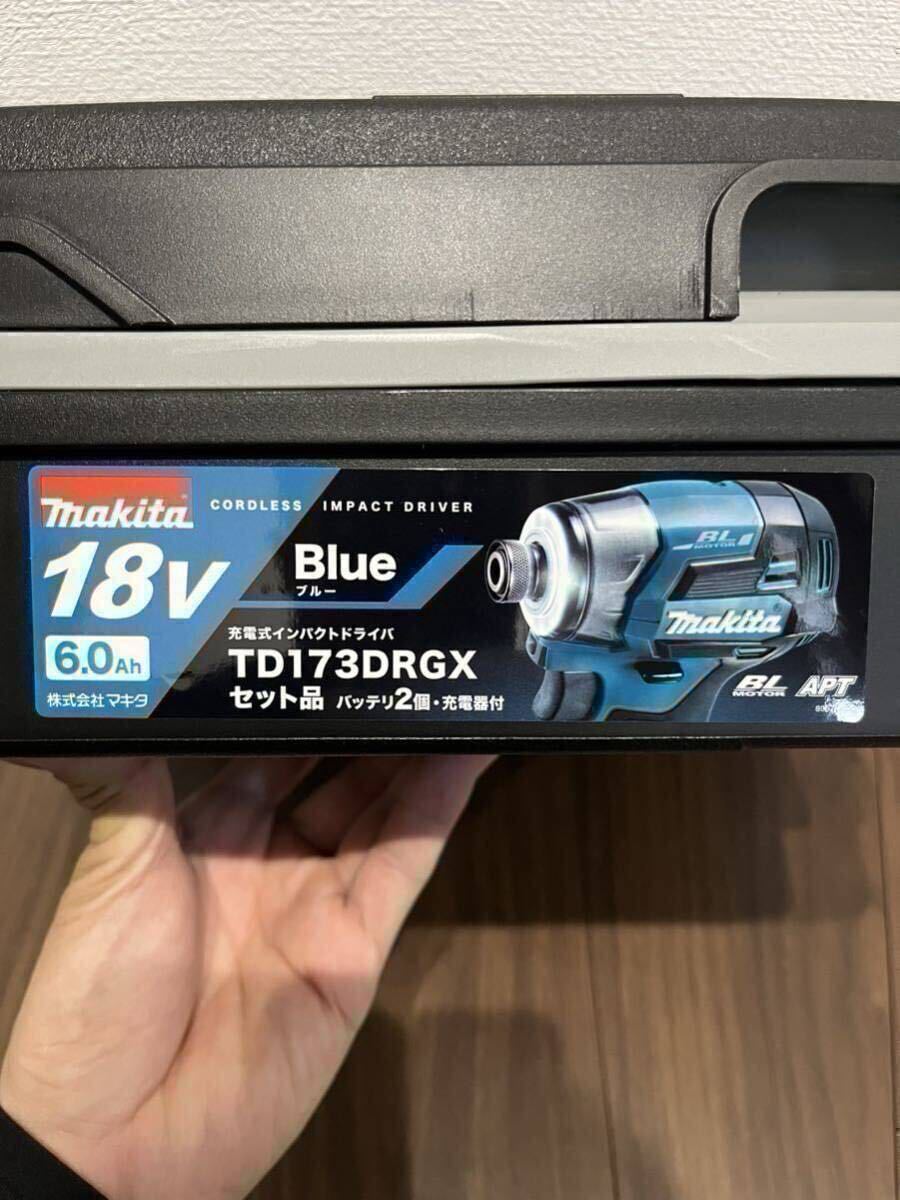 makita CORDLESS IMPACT DRIVER
18V
Blue
ブルー
6.0Ah
充電式インパクトドライバ
TD173DRGX
セット品 バッテリ2個・充電器付
株式会社マキタ
BL
MOTOR
makita
BL
MOTOR
APT